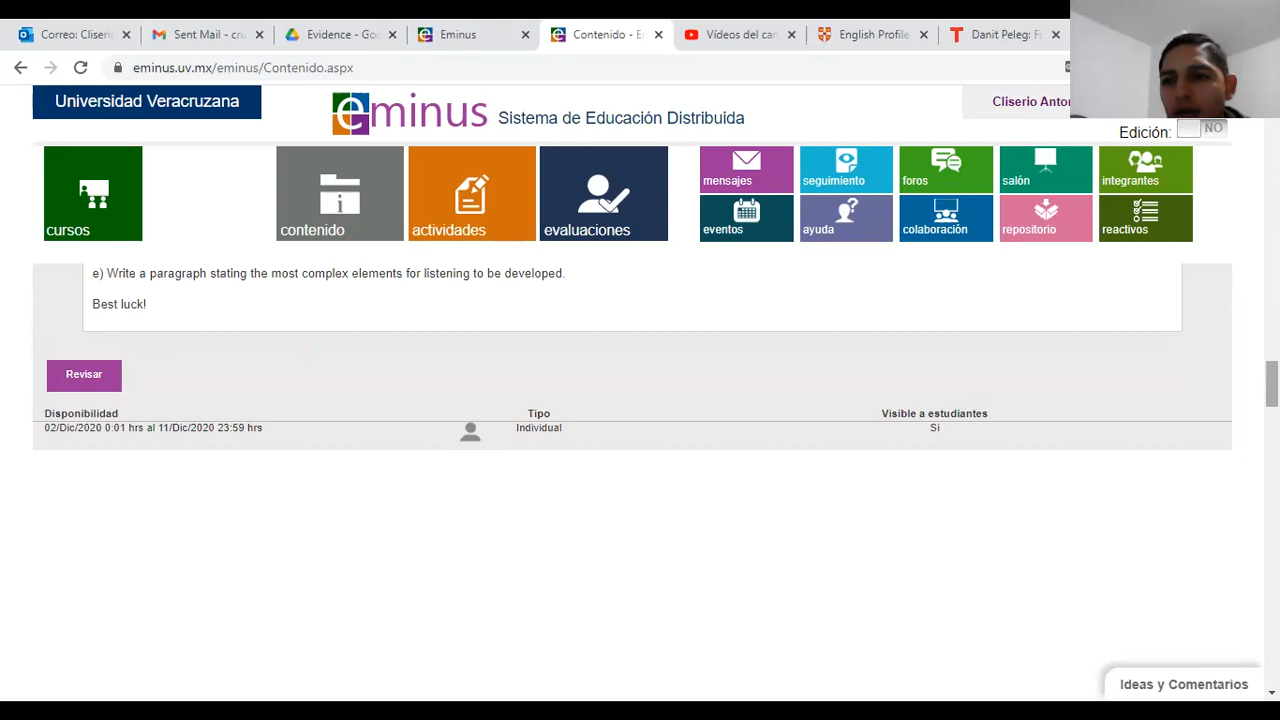 Correo: Cliseri
Sent Mail - cru
Evidence - Goo
Eminus
Contenido - E
Vídeos del can
English Profile
Danit Peleg: F
eminus.uv.mx/eminus/Contenido.aspx
Universidad Veracruzana
eminus Sistema de Educación Distribuida
Cliserio Anto
Edición: NO
cursos
contenido
actividades
evaluaciones
mensajes
seguimiento
foros
salón
integrantes
eventos
ayuda
colaboración
repositorio
reactivos
e) Write a paragraph stating the most complex elements for listening to be developed.
Best luck!
Revisar
Disponibilidad Tipo Visible a estudiantes
02/Dic/2020 0:01 hrs al 11/Dic/2020 23:59 hrs Individual Si
Ideas y Comentarios